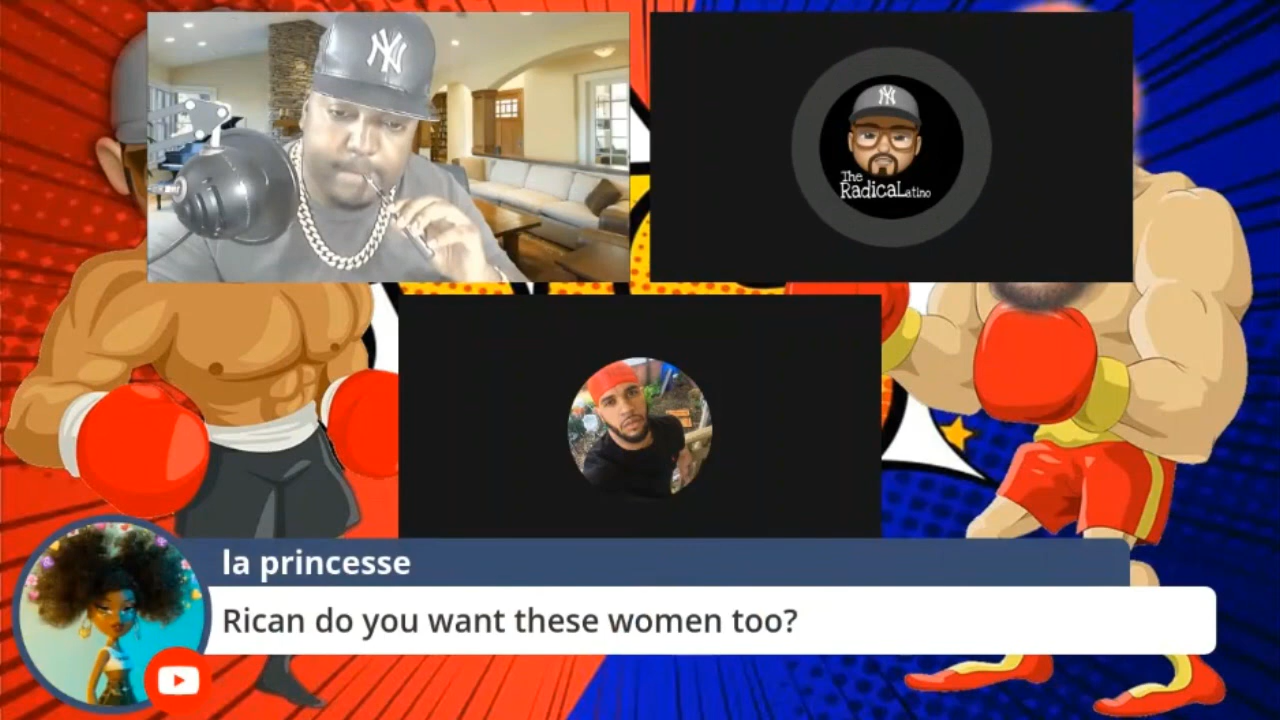 NY
NY
The
RadicaLatino
la princesse
Rican do you want these women too?